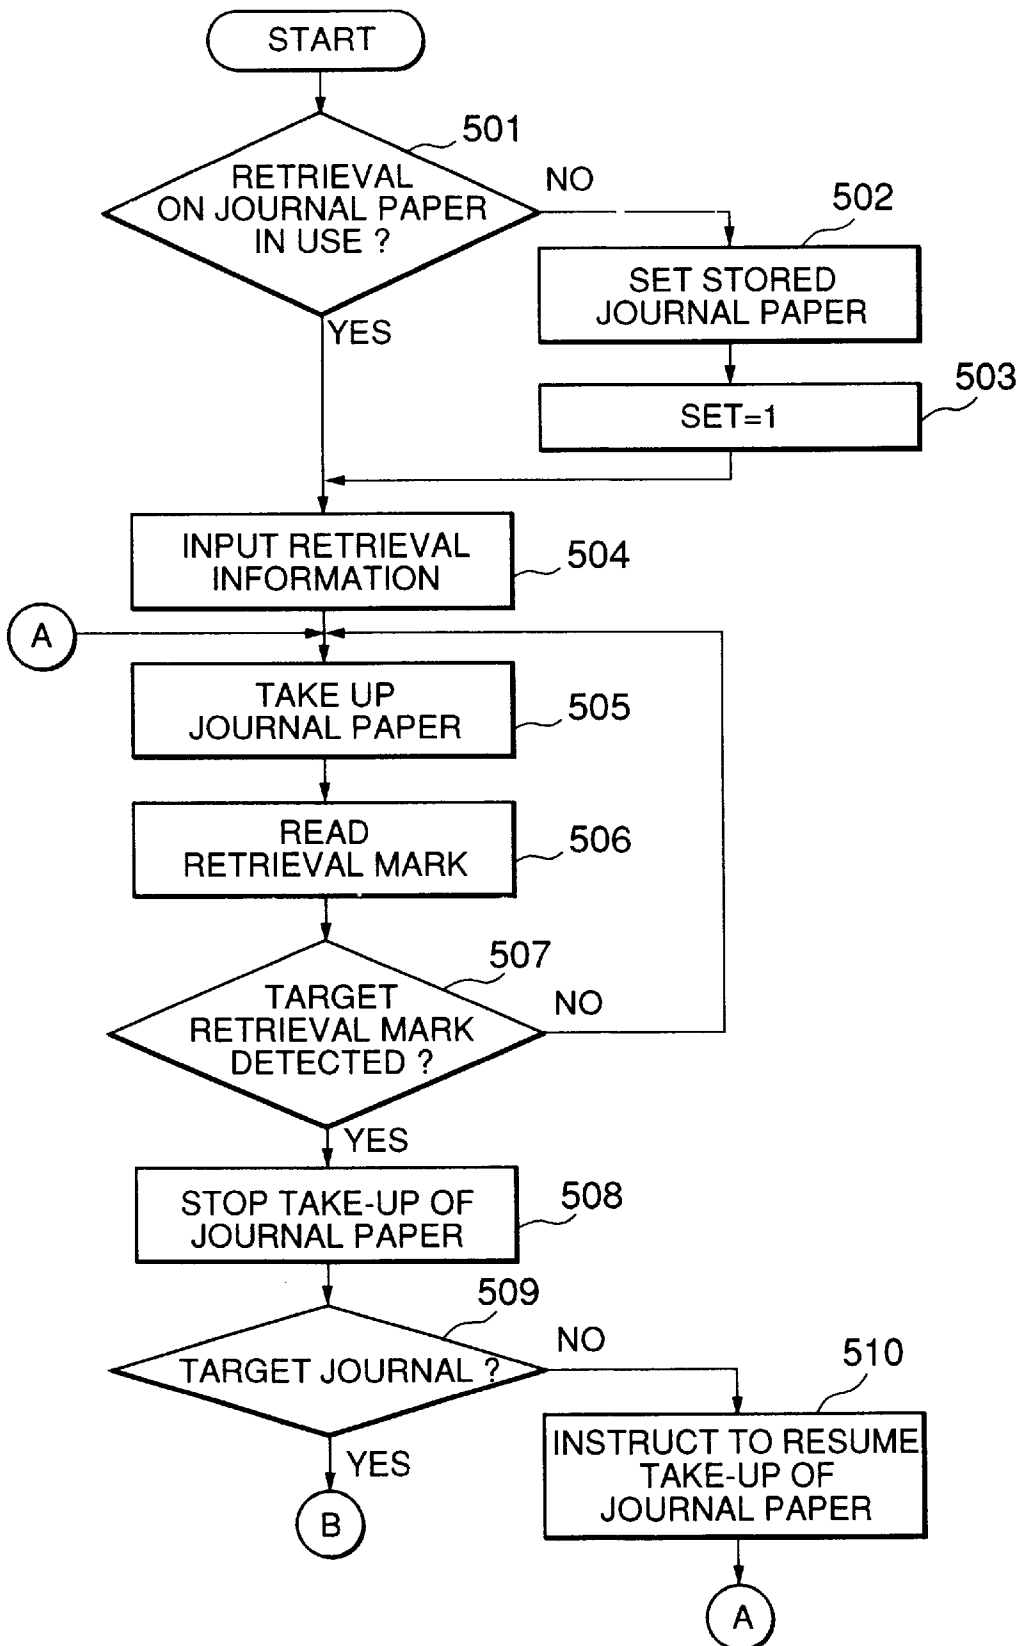 START
501
RETRIEVAL
ON JOURNAL PAPER
IN USE ?
NO
YES
502
SET STORED
JOURNAL PAPER
503
SET=1
INPUT RETRIEVAL
INFORMATION
504
A
TAKE UP
JOURNAL PAPER
505
READ
RETRIEVAL MARK
506
507
TARGET
RETRIEVAL MARK
DETECTED ?
NO
YES
STOP TAKE-UP OF
JOURNAL PAPER
508
509
TARGET JOURNAL ?
NO
YES
510
INSTRUCT TO RESUME
TAKE-UP OF
JOURNAL PAPER
B
A